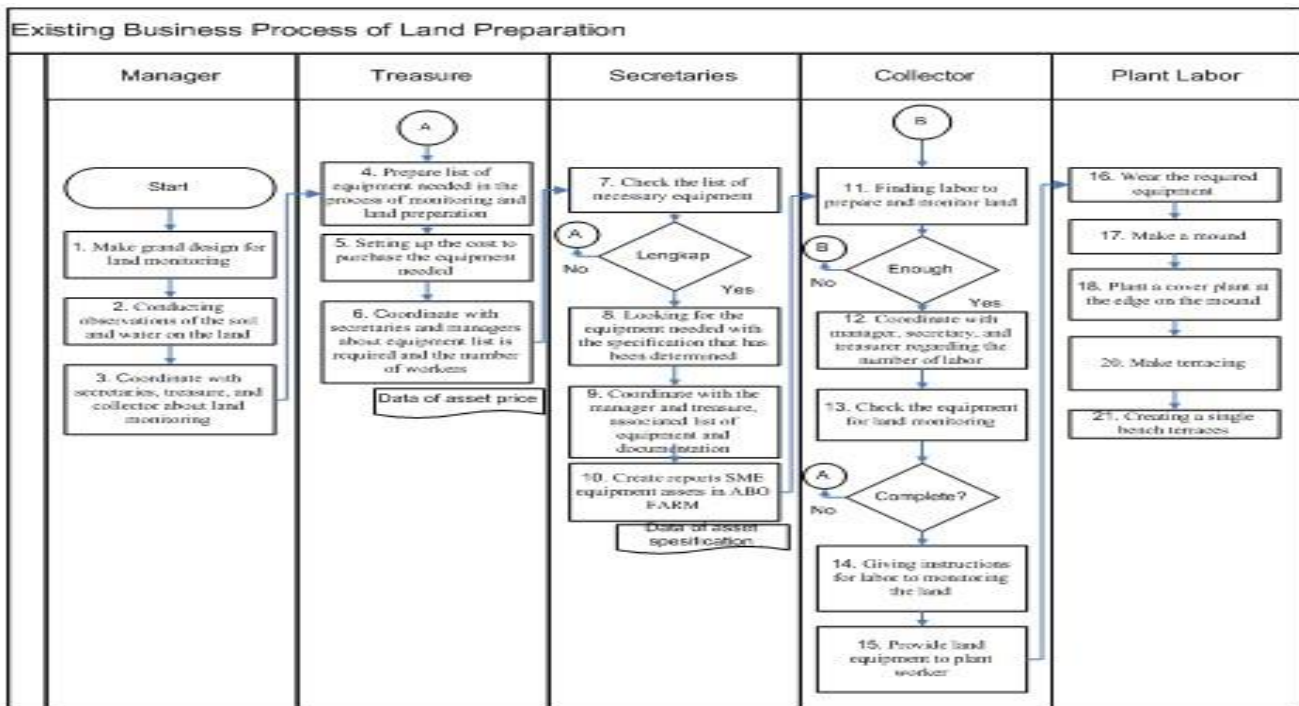 Existing Business Process of Land Preparation
Manager
Treasure
Secretaries
Collector
Plant Labor
Start
1. Make grand design for
land monitoring
2. Conducting
observations of the soil
and water on the land
3. Coordinate with
secretaries, treasure, and
collector about land
monitoring
A
4. Prepare list of
equipment needed in the
process of monitoring and
land preparation
5. Setting up the cost to
purchase the equipment
needed
6. Coordinate with
secretaries and managers
about equipment list is
required and the number
of workers
Data of asset price
7. Check the list of
necessary equipment
A
Lengkap
No
Yes
8. Looking for the
equipment needed with
the specification that has
been determined
9. Coordinate with the
manager and treasure,
associated list of
equipment and
documentation
10. Create reports SME
equipment assets in ABO
FARM
Data of asset
spesification
B
11. Finding labor to
prepare and monitor land
B
Enough
No
Yes
12. Coordinate with
manager, secretary, and
treasurer regarding the
number of labor
13. Check the equipment
for land monitoring
A
Complete?
No
14. Giving instructions
for labor to monitoring
the land
15. Provide land
equipment to plant
worker
16. Wear the required
equipment
17. Make a mound
18. Plant a cover plant at
the edge on the mound
20. Make terracing
21. Creating a single
bench terraces